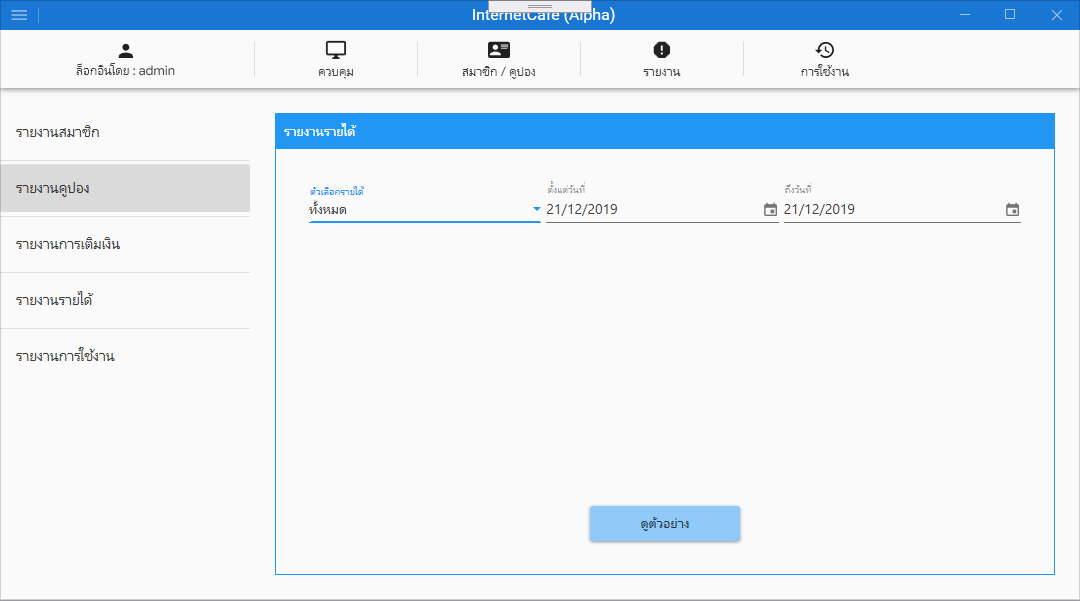 InternetCafe (Alpha)
ล็อกอินโดย : admin
ควบคุม
สมาชิก / คูปอง
รายงาน
การใช้งาน
รายงานสมาชิก
รายงานคูปอง
รายงานการเติมเงิน
รายงานรายได้
รายงานการใช้งาน
รายงานรายได้
ตัวเลือกรายได้
ทั้งหมด
ตั้งแต่วันที่
21/12/2019
ถึงวันที่
21/12/2019
ดูตัวอย่าง